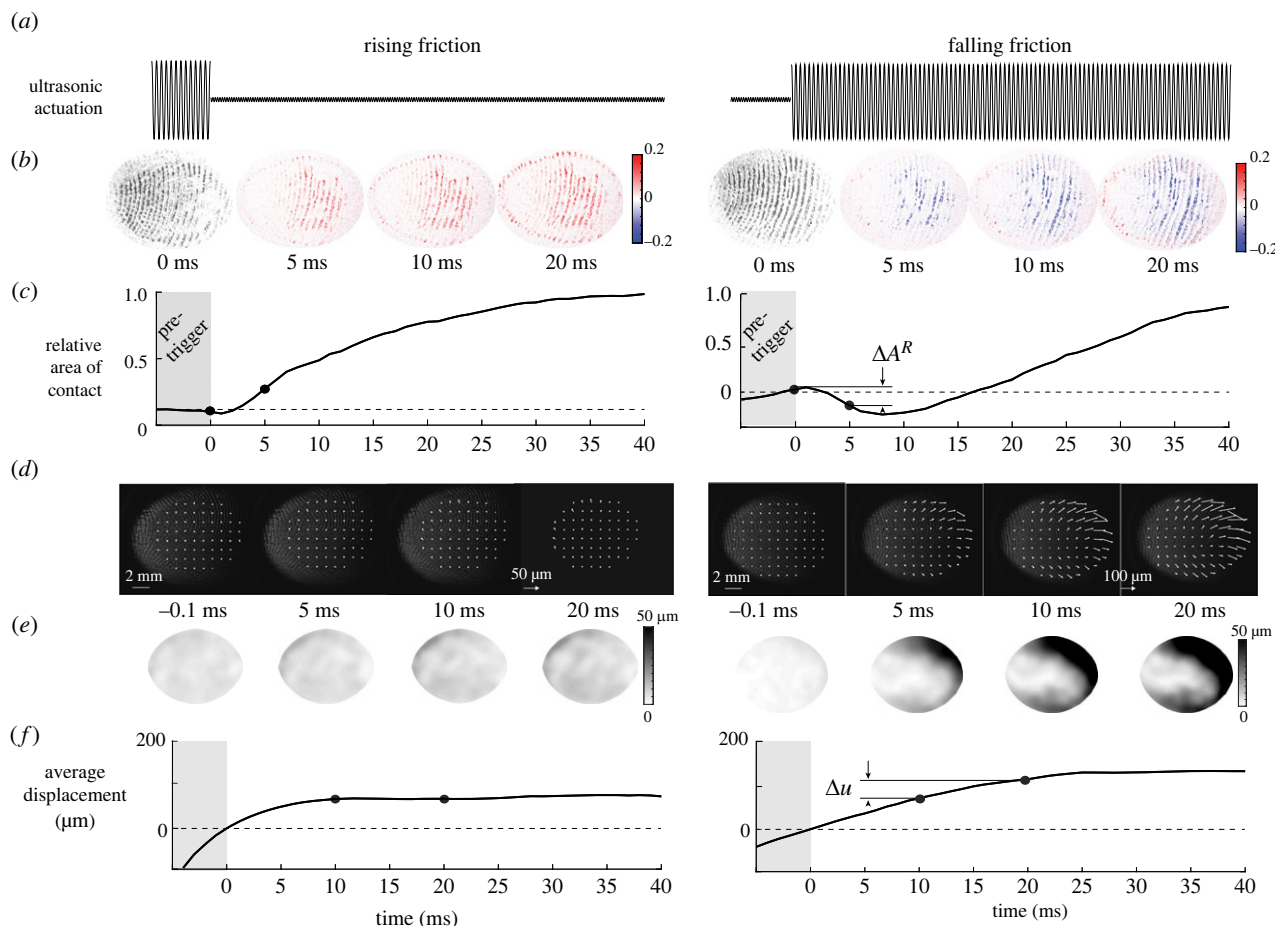 (a)
rising friction
falling friction
ultrasonic
actuation
(b)
0.2
0
−0.2
0 ms
5 ms
10 ms
20 ms
0.2
0
−0.2
0 ms
5 ms
10 ms
20 ms
(c)
relative
area of
contact
1.0
0.5
0
pre-
trigger
0
5
10
15
20
25
30
35
40
1.0
0.5
0
pre-
trigger
ΔA^R
0
5
10
15
20
25
30
35
40
(d)
2 mm
50 µm
−0.1 ms
5 ms
10 ms
20 ms
2 mm
100 µm
−0.1 ms
5 ms
10 ms
20 ms
(e)
50 µm
0
50 µm
0
(f)
average
displacement
(µm)
200
0
0
5
10
15
20
25
30
35
40
time (ms)
200
0
Δu
0
5
10
15
20
25
30
35
40
time (ms)